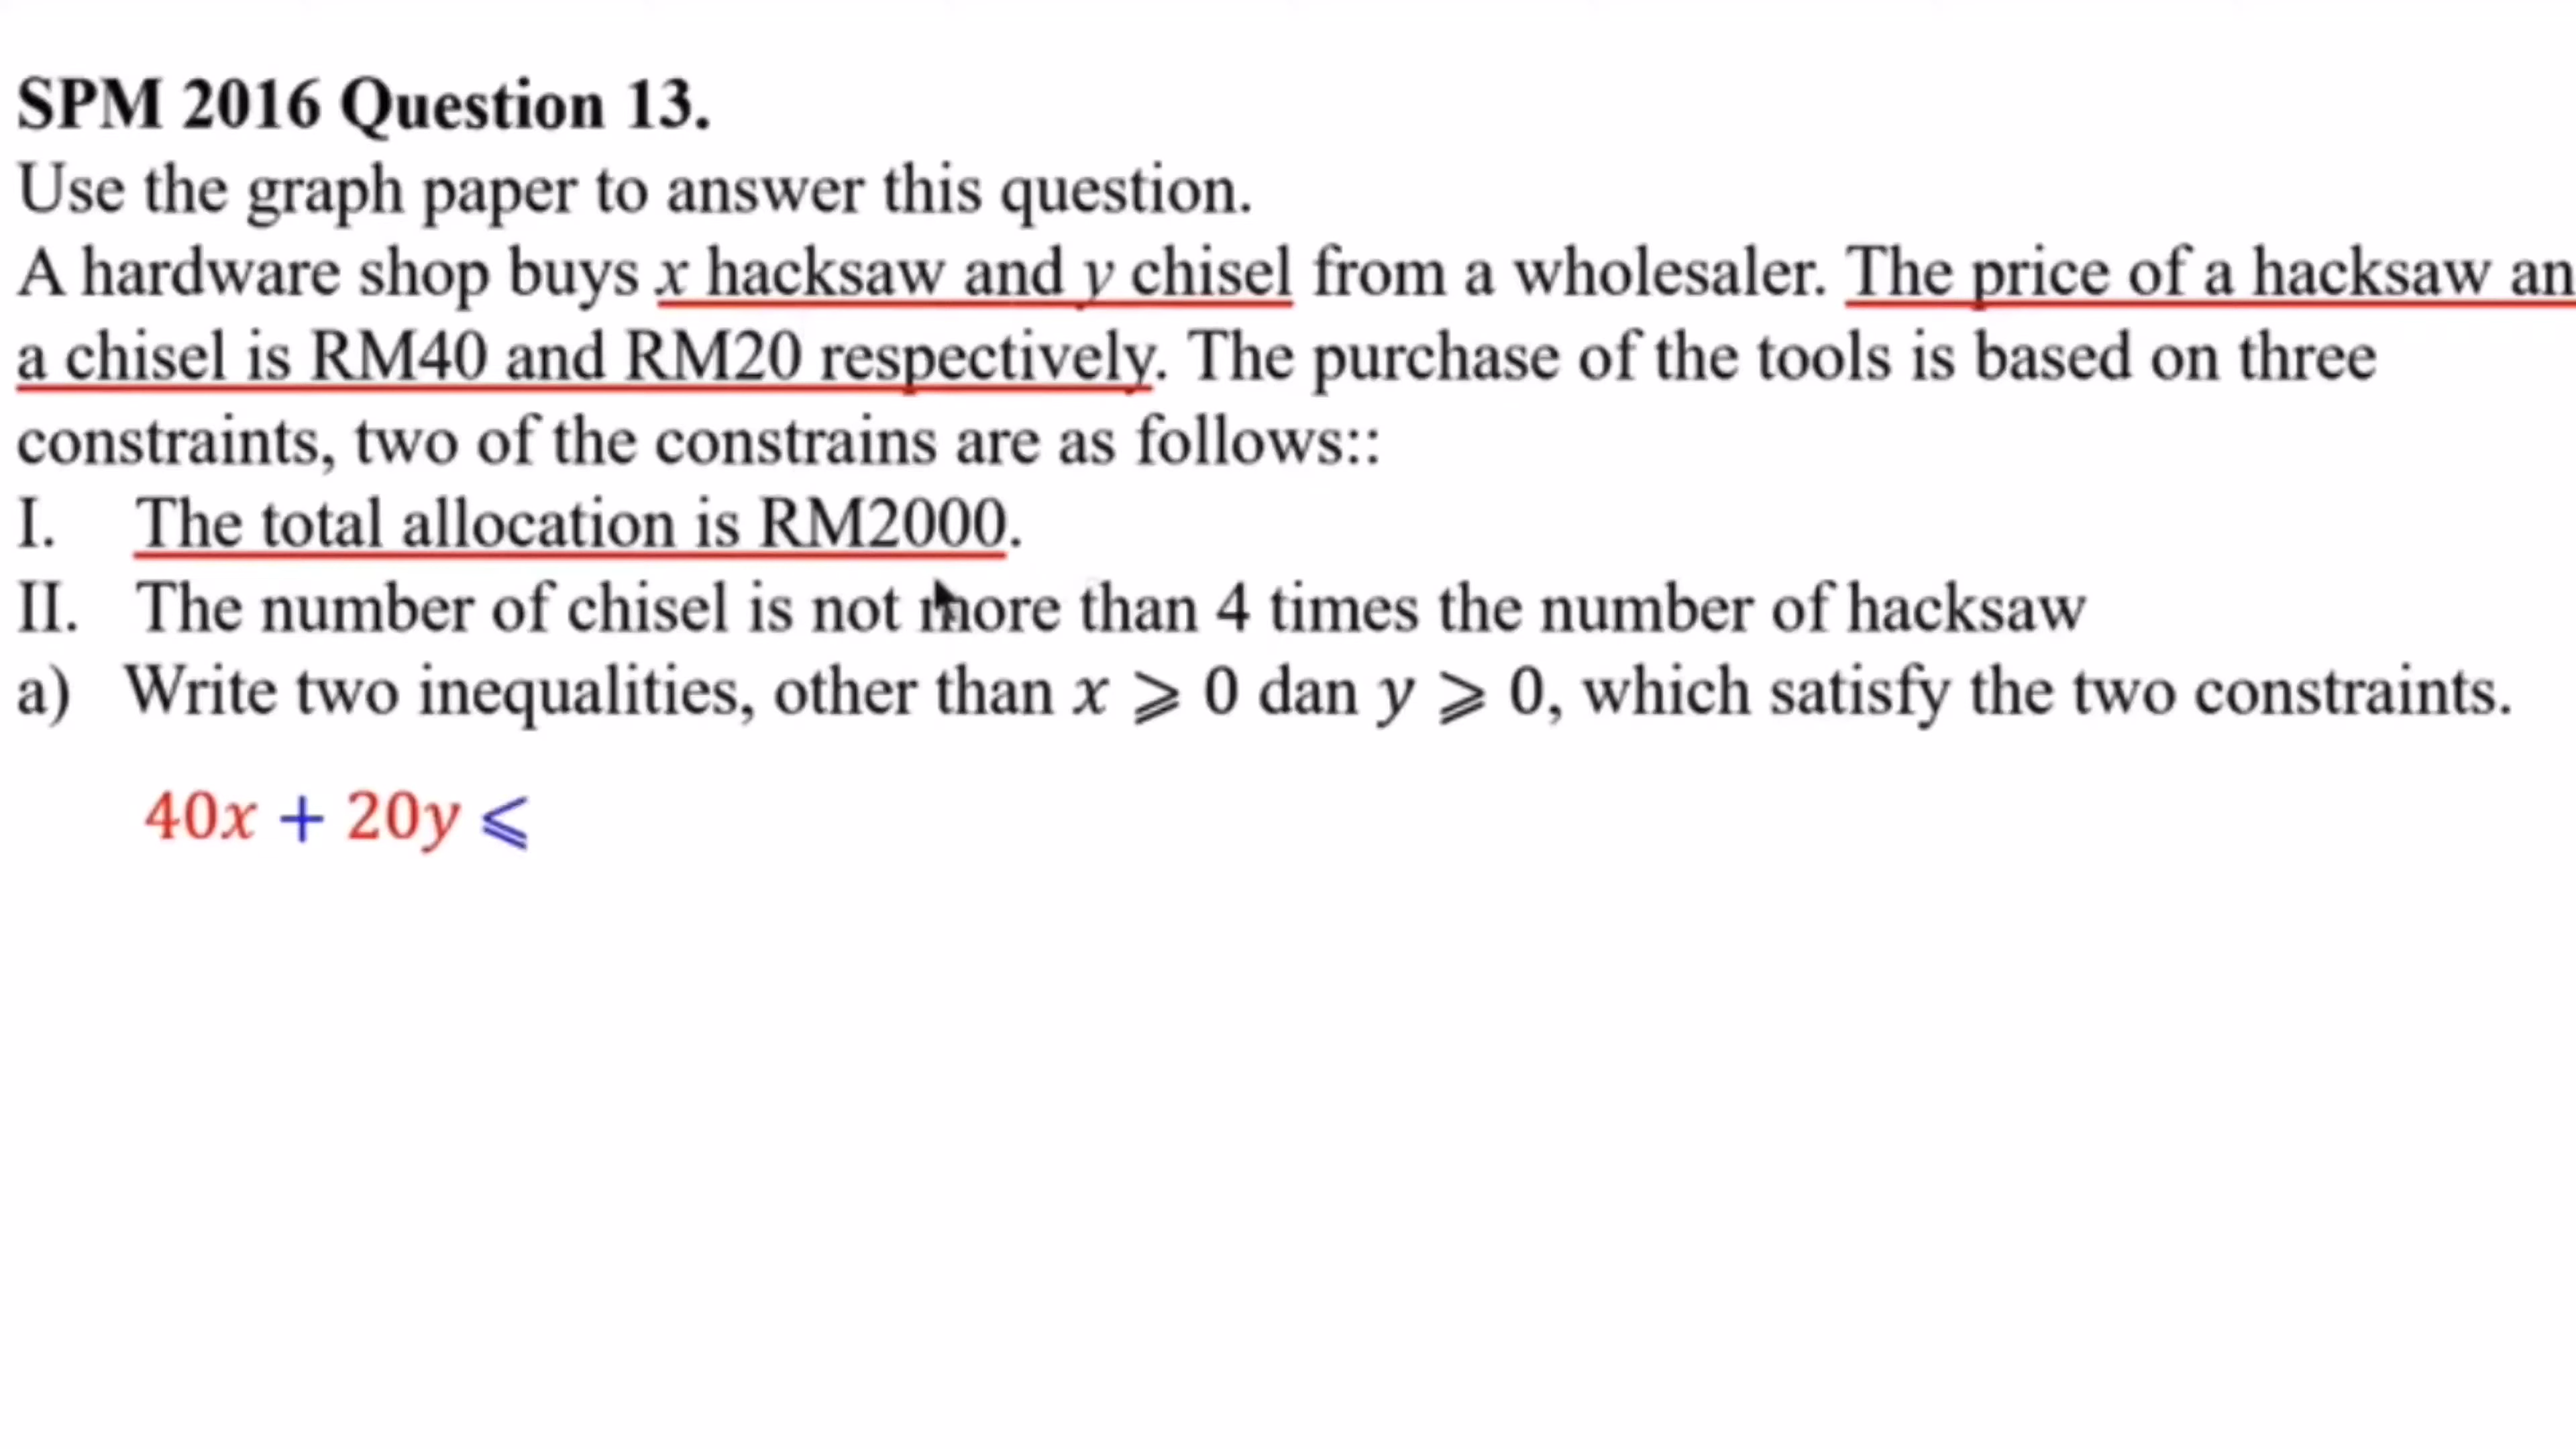 SPM 2016 Question 13.
Use the graph paper to answer this question.
A hardware shop buys x hacksaw and y chisel from a wholesaler. The price of a hacksaw an
a chisel is RM40 and RM20 respectively. The purchase of the tools is based on three
constraints, two of the constrains are as follows::
I. The total allocation is RM2000.
II. The number of chisel is not more than 4 times the number of hacksaw
a) Write two inequalities, other than x ⩾ 0 dan y ⩾ 0, which satisfy the two constraints.
40x + 20y ⩽